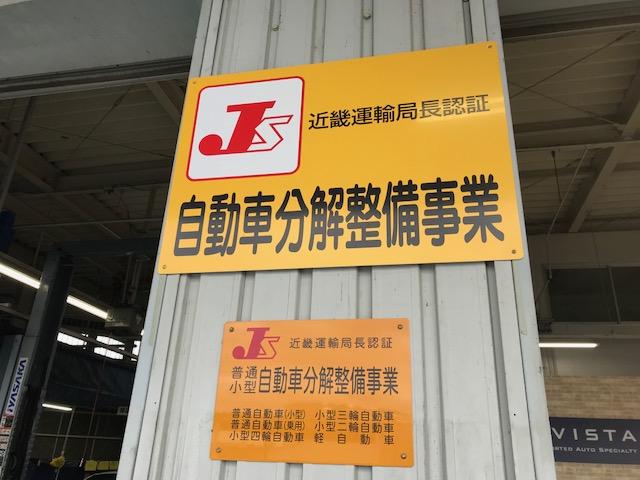 JS 近畿運輸局長認証
自動車分解整備事業
JS 近畿運輸局長認証
普通
小型 自動車分解整備事業
普通自動車(小型) 小型三輪自動車
普通自動車(乗用) 小型二輪自動車
小型四輪自動車 軽自動車
VISTA
ORTED AUTO SPECIALTY